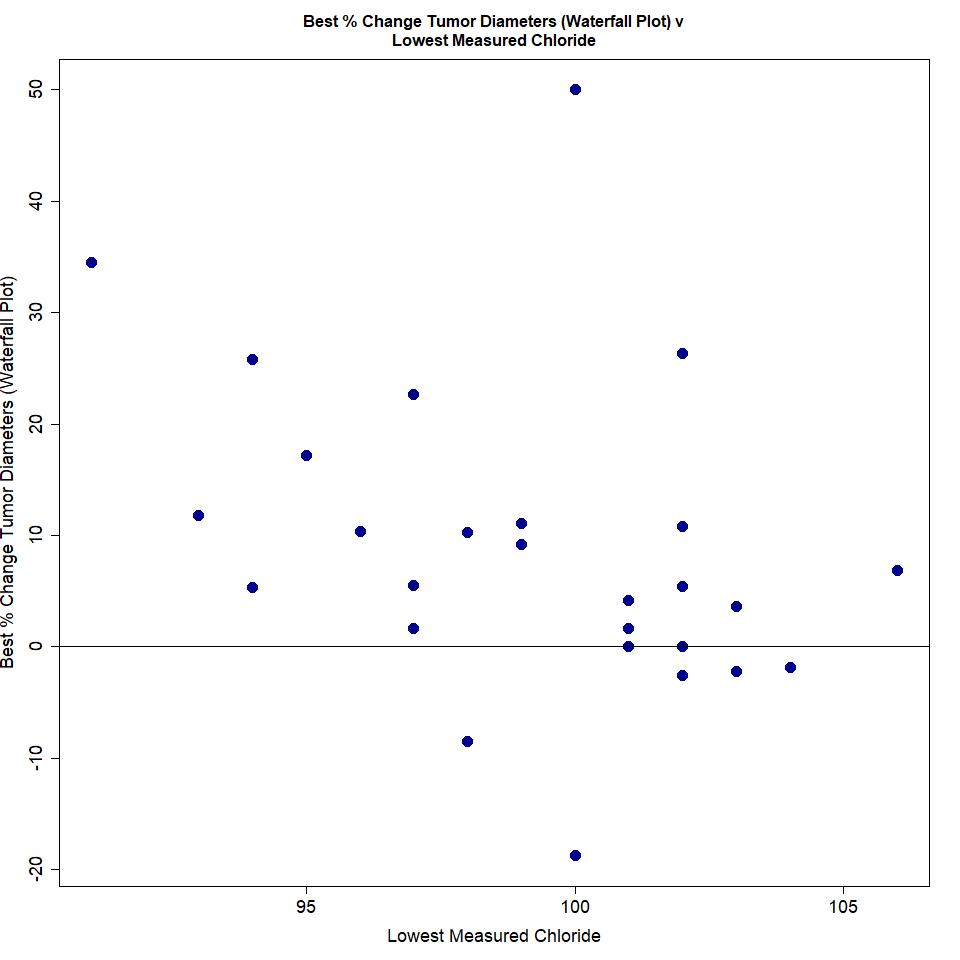 Best % Change Tumor Diameters (Waterfall Plot) v
Lowest Measured Chloride
Best % Change Tumor Diameters (Waterfall Plot)
50
40
30
20
10
0
-10
-20
95
100
105
Lowest Measured Chloride